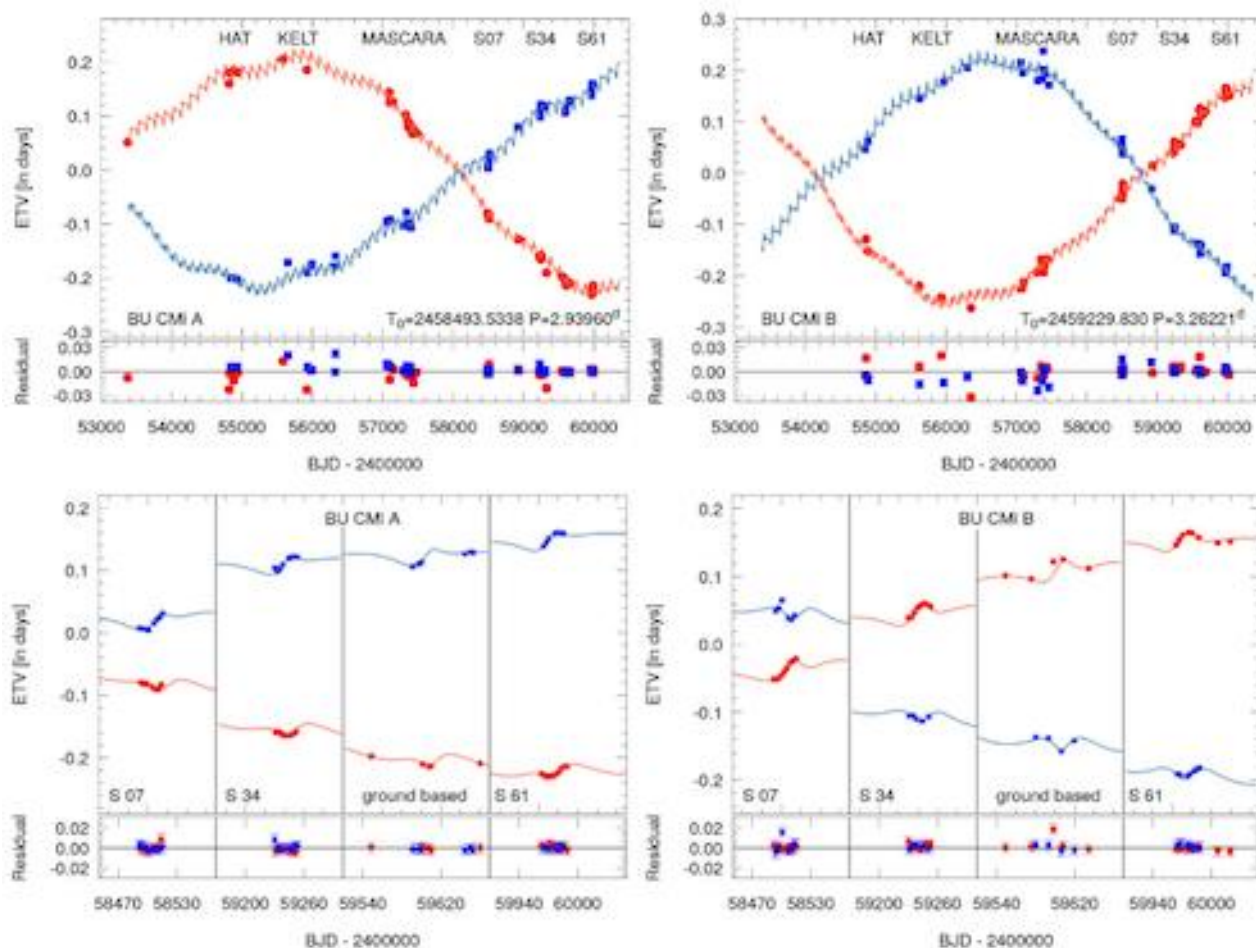 HAT KELT MASCARA S07 S34 S61
0.2
0.1
0.0
-0.1
-0.2
-0.3
ETV [in days]
BU CMI A T0=2458493.5338 P=2.93960d
0.03
0.00
-0.03
Residual
53000 54000 55000 56000 57000 58000 59000 60000
BJD - 2400000
HAT KELT MASCARA S07 S34 S61
0.3
0.2
0.1
0.0
-0.1
-0.2
-0.3
ETV [in days]
BU CMI B T0=2459229.830 P=3.26221d
0.03
0.00
-0.03
Residual
53000 54000 55000 56000 57000 58000 59000 60000
BJD - 2400000
BU CMI A
0.2
0.1
0.0
-0.1
-0.2
ETV [in days]
S 07 S 34 ground based S 61
0.02
0.00
-0.02
Residual
58470 58530 59200 59260 59540 59620 59940 60000
BJD - 2400000
BU CMI B
0.2
0.1
0.0
-0.1
-0.2
ETV [in days]
S 07 S 34 ground based S 61
0.02
0.00
-0.02
Residual
58470 58530 59200 59260 59540 59620 59940 60000
BJD - 2400000